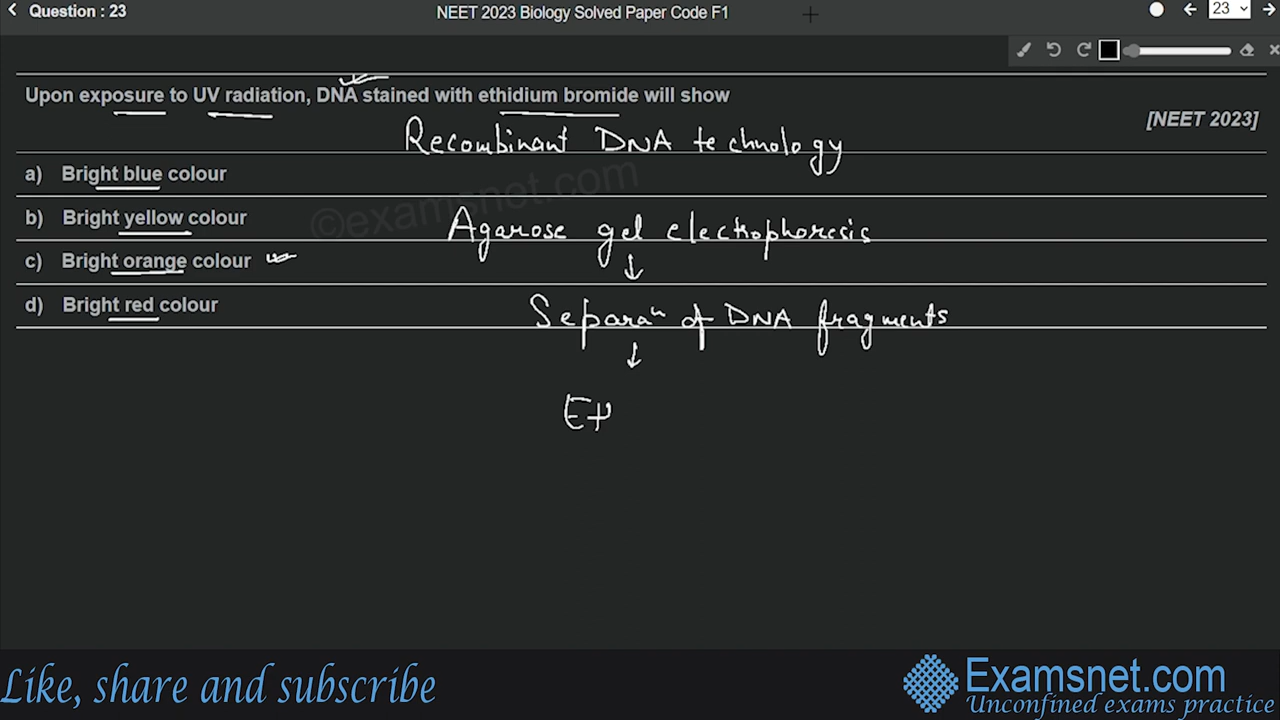 Question : 23
NEET 2023 Biology Solved Paper Code F1
23
Upon exposure to UV radiation, DNA stained with ethidium bromide will show
[NEET 2023]
Recombinant DNA technology
a) Bright blue colour
©examsnet.com
b) Bright yellow colour
Agarose gel electrophoresis
c) Bright orange colour
d) Bright red colour
Separaⁿ of DNA fragments
Like, share and subscribe
Examsnet.com
Unconfined exams practice